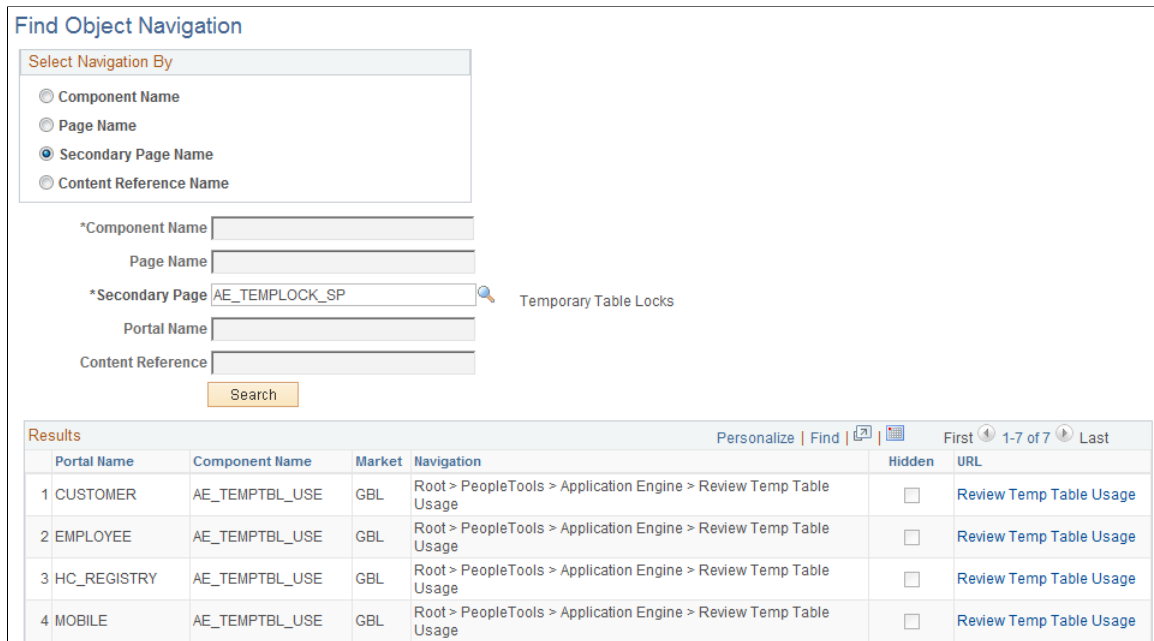 Find Object Navigation
Select Navigation By
Component Name
Page Name
Secondary Page Name
Content Reference Name
*Component Name
Page Name
*Secondary Page AE_TEMPLOCK_SP Temporary Table Locks
Portal Name
Content Reference
Search
Results Personalize | Find | | First 1-7 of 7 Last
Portal Name Component Name Market Navigation Hidden URL
1 CUSTOMER AE_TEMPTBL_USE GBL Root > PeopleTools > Application Engine > Review Temp Table Review Temp Table Usage
Usage
2 EMPLOYEE AE_TEMPTBL_USE GBL Root > PeopleTools > Application Engine > Review Temp Table Review Temp Table Usage
Usage
3 HC_REGISTRY AE_TEMPTBL_USE GBL Root > PeopleTools > Application Engine > Review Temp Table Review Temp Table Usage
Usage
4 MOBILE AE_TEMPTBL_USE GBL Root > PeopleTools > Application Engine > Review Temp Table Review Temp Table Usage
Usage